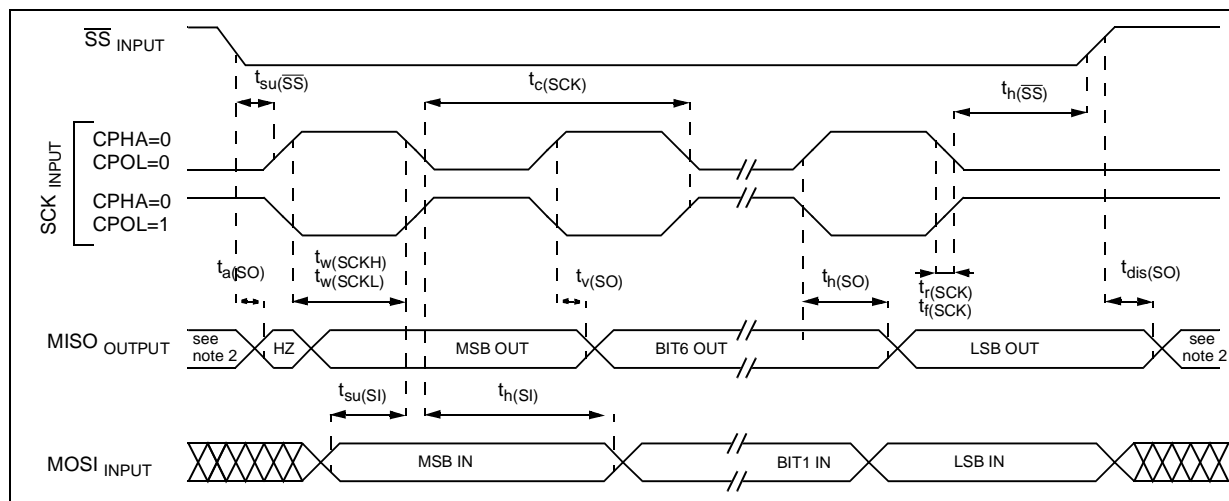 SS INPUT
tsu(SS)
tc(SCK)
th(SS)
SCK INPUT
CPHA=0
CPOL=0
CPHA=0
CPOL=1
ta(SO)
tw(SCKH)
tw(SCKL)
tv(SO)
th(SO)
tr(SCK)
tf(SCK)
tdis(SO)
MISO OUTPUT
see
note 2
HZ
MSB OUT
BIT6 OUT
LSB OUT
see
note 2
tsu(SI)
th(SI)
MOSI INPUT
MSB IN
BIT1 IN
LSB IN